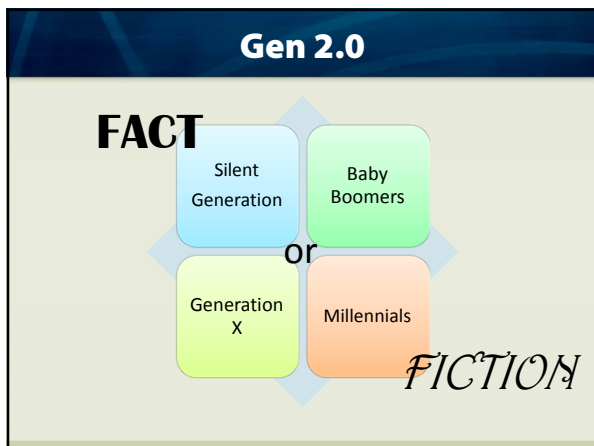 Gen 2.0
FACT
Silent
Generation
Baby
Boomers
or
Generation
X
Millennials
FICTION